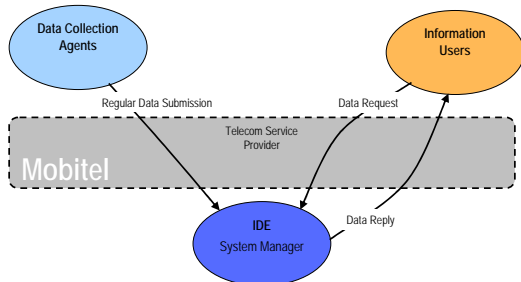 Data Collection
Agents
Information
Users
Regular Data Submission
Data Request
Telecom Service
Provider
Mobitel
IDE
System Manager
Data Reply